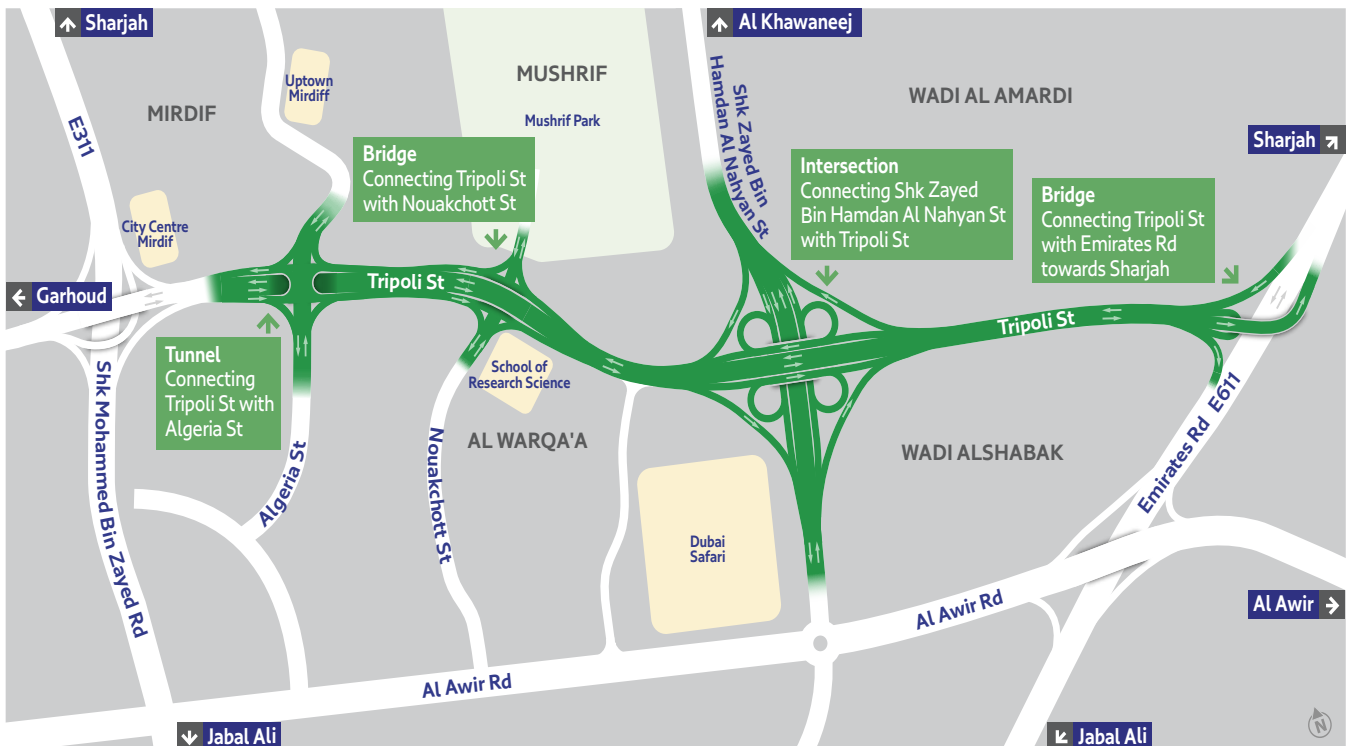 Sharjah
Al Khawaneej
Uptown
Mirdiff
MUSHRIF
Mushrif Park
MIRDIF
E311
Shk Zayed Bin
Hamdan Al Nahyan St
WADI AL AMARDI
Sharjah
Bridge
Connecting Tripoli St
with Nouakchott St
Intersection
Connecting Shk Zayed
Bin Hamdan Al Nahyan St
with Tripoli St
Bridge
Connecting Tripoli St
with Emirates Rd
towards Sharjah
City Centre
Mirdif
Garhoud
Tripoli St
Tripoli St
Tunnel
Connecting
Tripoli St with
Algeria St
School of
Research Science
Shk Mohammed Bin Zayed Rd
Algeria St
Nouakchott St
AL WARQA'A
WADI ALSHABAK
Emirates Rd E611
Dubai
Safari
Al Awir Rd
Al Awir
Al Awir Rd
Jabal Ali
Jabal Ali
N